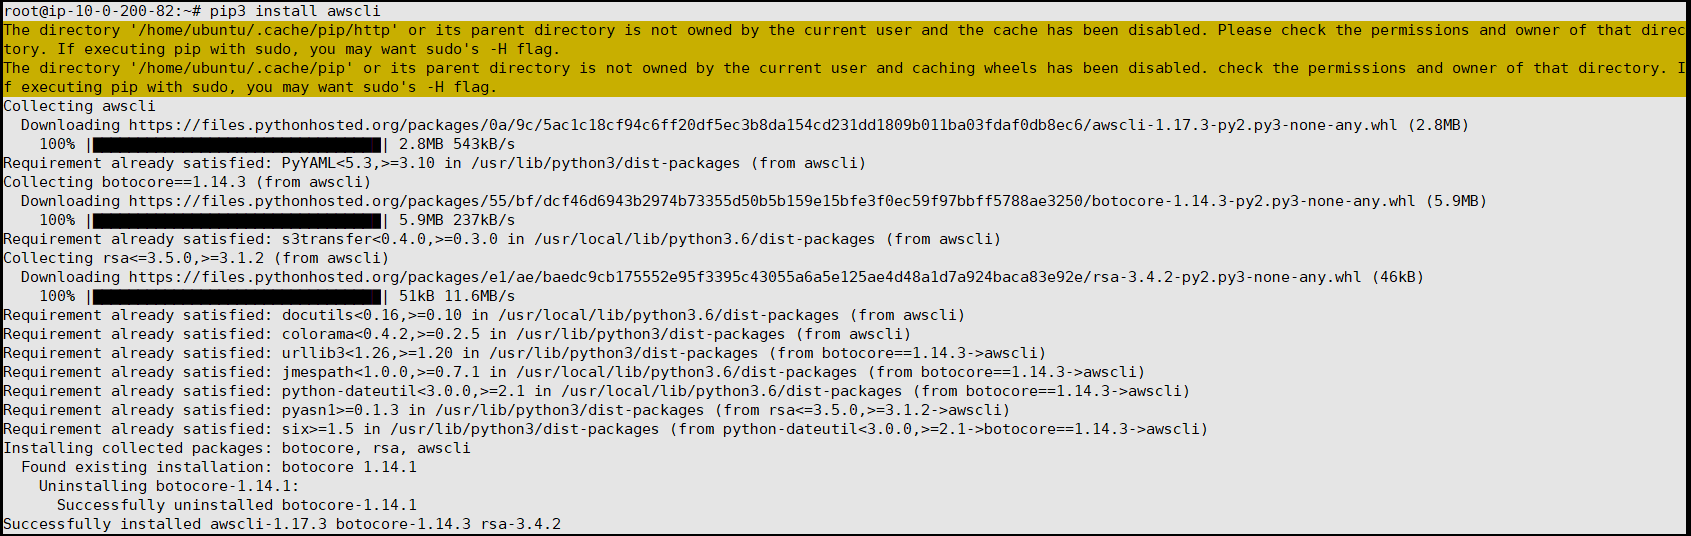 root@ip-10-0-200-82:~# pip3 install awscli
The directory '/home/ubuntu/.cache/pip/http' or its parent directory is not owned by the current user and the cache has been disabled. Please check the permissions and owner of that direc
tory. If executing pip with sudo, you may want sudo's -H flag.
The directory '/home/ubuntu/.cache/pip' or its parent directory is not owned by the current user and caching wheels has been disabled. check the permissions and owner of that directory. I
f executing pip with sudo, you may want sudo's -H flag.
Collecting awscli
  Downloading https://files.pythonhosted.org/packages/0a/9c/5ac1c18cf94c6ff20df5ec3b8da154cd231dd1809b011ba03fdaf0db8ec6/awscli-1.17.3-py2.py3-none-any.whl (2.8MB)
    100% |████████████████████████████████| 2.8MB 543kB/s
Requirement already satisfied: PyYAML<5.3,>=3.10 in /usr/lib/python3/dist-packages (from awscli)
Collecting botocore==1.14.3 (from awscli)
  Downloading https://files.pythonhosted.org/packages/55/bf/dcf46d6943b2974b73355d50b5b159e15bfe3f0ec59f97bbff5788ae3250/botocore-1.14.3-py2.py3-none-any.whl (5.9MB)
    100% |████████████████████████████████| 5.9MB 237kB/s
Requirement already satisfied: s3transfer<0.4.0,>=0.3.0 in /usr/local/lib/python3.6/dist-packages (from awscli)
Collecting rsa<=3.5.0,>=3.1.2 (from awscli)
  Downloading https://files.pythonhosted.org/packages/e1/ae/baedc9cb175552e95f3395c43055a6a5e125ae4d48a1d7a924baca83e92e/rsa-3.4.2-py2.py3-none-any.whl (46kB)
    100% |████████████████████████████████| 51kB 11.6MB/s
Requirement already satisfied: docutils<0.16,>=0.10 in /usr/local/lib/python3.6/dist-packages (from awscli)
Requirement already satisfied: colorama<0.4.2,>=0.2.5 in /usr/lib/python3/dist-packages (from awscli)
Requirement already satisfied: urllib3<1.26,>=1.20 in /usr/lib/python3/dist-packages (from botocore==1.14.3->awscli)
Requirement already satisfied: jmespath<1.0.0,>=0.7.1 in /usr/local/lib/python3.6/dist-packages (from botocore==1.14.3->awscli)
Requirement already satisfied: python-dateutil<3.0.0,>=2.1 in /usr/local/lib/python3.6/dist-packages (from botocore==1.14.3->awscli)
Requirement already satisfied: pyasn1>=0.1.3 in /usr/lib/python3/dist-packages (from rsa<=3.5.0,>=3.1.2->awscli)
Requirement already satisfied: six>=1.5 in /usr/lib/python3/dist-packages (from python-dateutil<3.0.0,>=2.1->botocore==1.14.3->awscli)
Installing collected packages: botocore, rsa, awscli
  Found existing installation: botocore 1.14.1
    Uninstalling botocore-1.14.1:
      Successfully uninstalled botocore-1.14.1
Successfully installed awscli-1.17.3 botocore-1.14.3 rsa-3.4.2